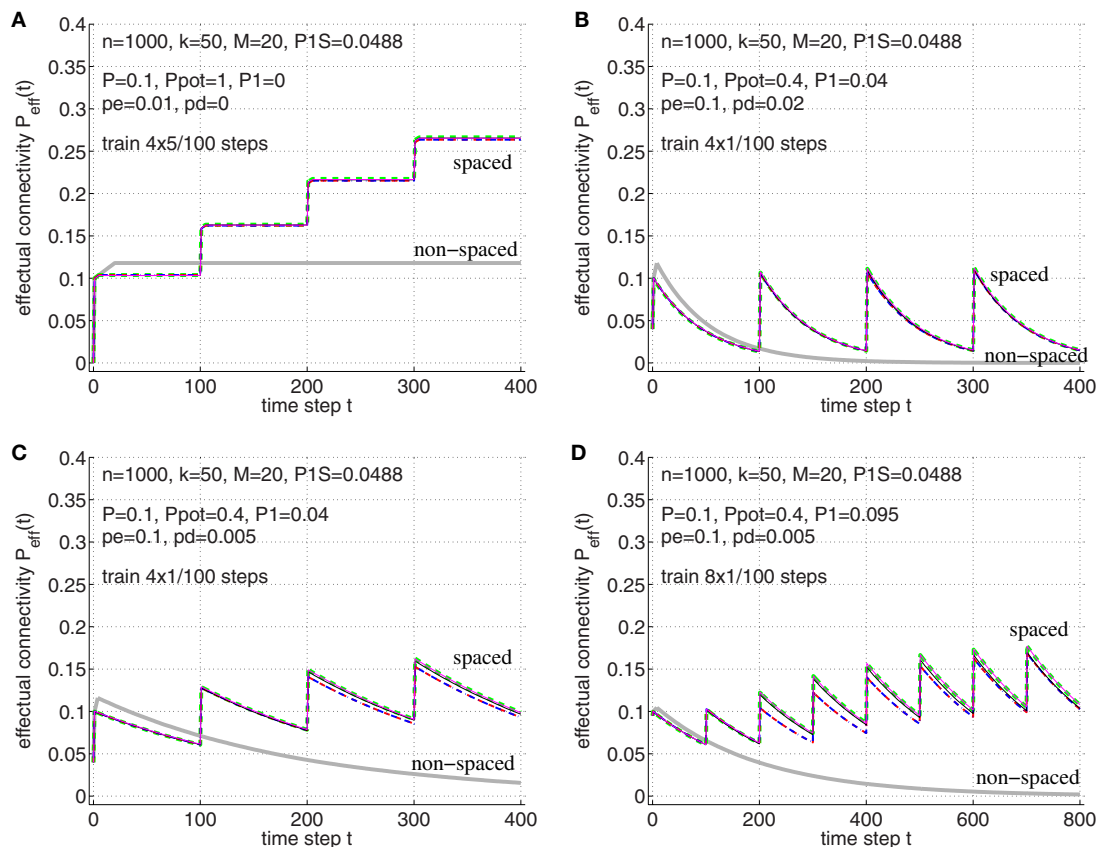 A
effectual connectivity P_eff(t)
0.4
0.35
0.3
0.25
0.2
0.15
0.1
0.05
0
n=1000, k=50, M=20, P1S=0.0488
P=0.1, Ppot=1, P1=0
pe=0.01, pd=0
train 4x5/100 steps
spaced
non−spaced
0 100 200 300 400
time step t
B
effectual connectivity P_eff(t)
0.4
0.35
0.3
0.25
0.2
0.15
0.1
0.05
0
n=1000, k=50, M=20, P1S=0.0488
P=0.1, Ppot=0.4, P1=0.04
pe=0.1, pd=0.02
train 4x1/100 steps
spaced
non−spaced
0 100 200 300 400
time step t
C
effectual connectivity P_eff(t)
0.4
0.35
0.3
0.25
0.2
0.15
0.1
0.05
0
n=1000, k=50, M=20, P1S=0.0488
P=0.1, Ppot=0.4, P1=0.04
pe=0.1, pd=0.005
train 4x1/100 steps
spaced
non−spaced
0 100 200 300 400
time step t
D
effectual connectivity P_eff(t)
0.4
0.35
0.3
0.25
0.2
0.15
0.1
0.05
0
n=1000, k=50, M=20, P1S=0.0488
P=0.1, Ppot=0.4, P1=0.095
pe=0.1, pd=0.005
train 8x1/100 steps
spaced
non−spaced
0 200 400 600 800
time step t